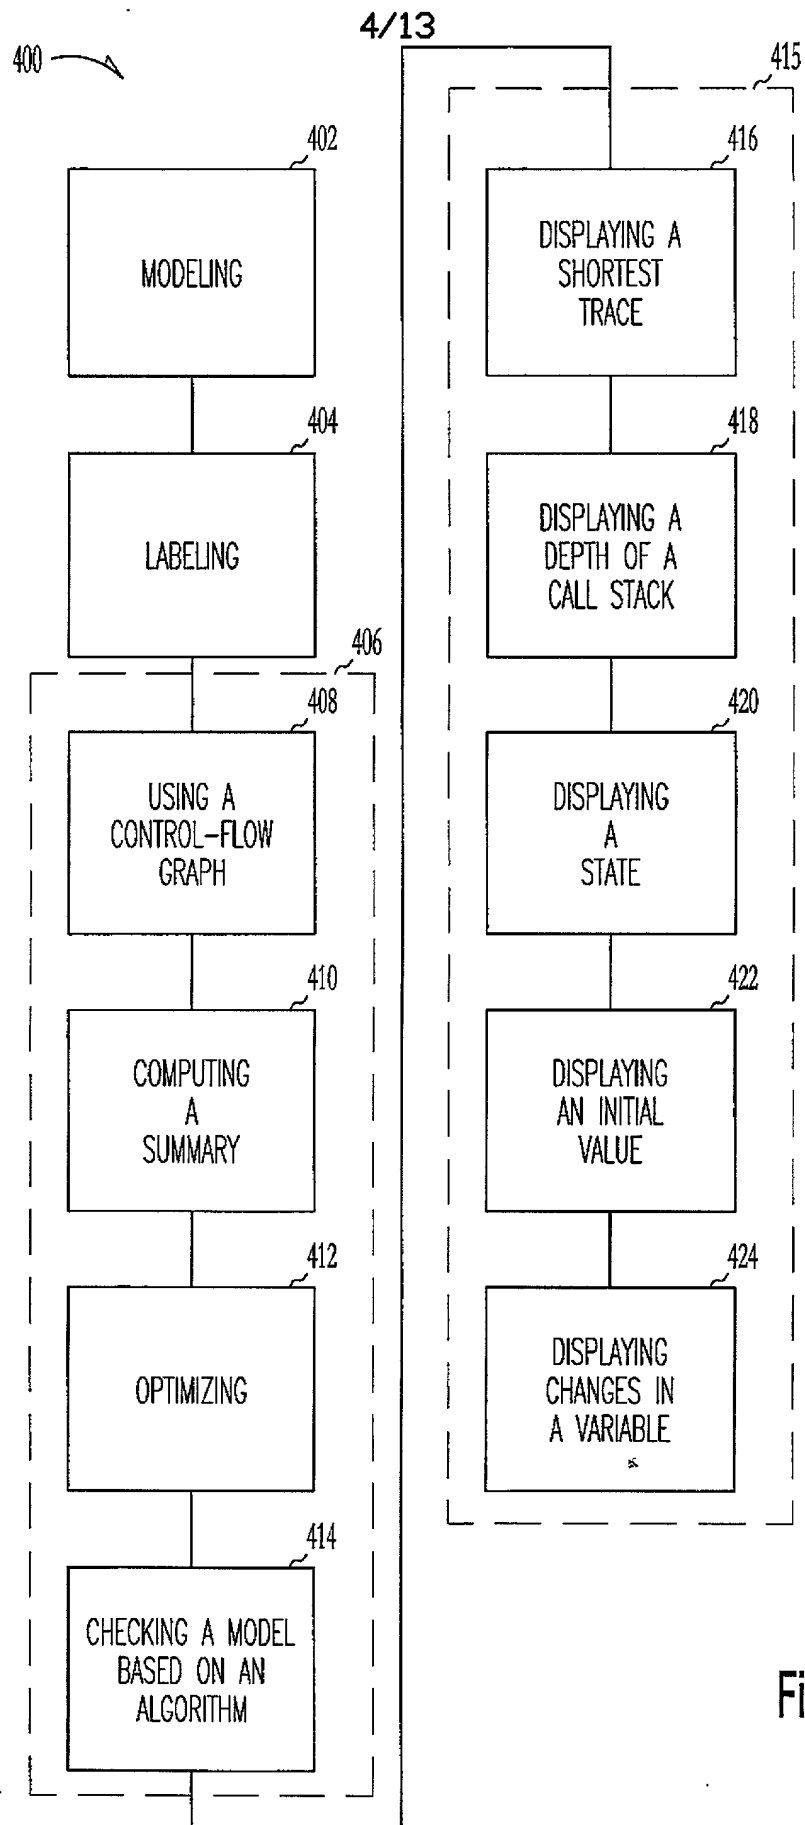 4/13
400
402
MODELING
404
LABELING
406
408
USING A
CONTROL-FLOW
GRAPH
410
COMPUTING
A
SUMMARY
412
OPTIMIZING
414
CHECKING A MODEL
BASED ON AN
ALGORITHM
415
416
DISPLAYING A
SHORTEST
TRACE
418
DISPLAYING A
DEPTH OF A
CALL STACK
420
DISPLAYING
A
STATE
422
DISPLAYING
AN INITIAL
VALUE
424
DISPLAYING
CHANGES IN
A VARIABLE
Fi